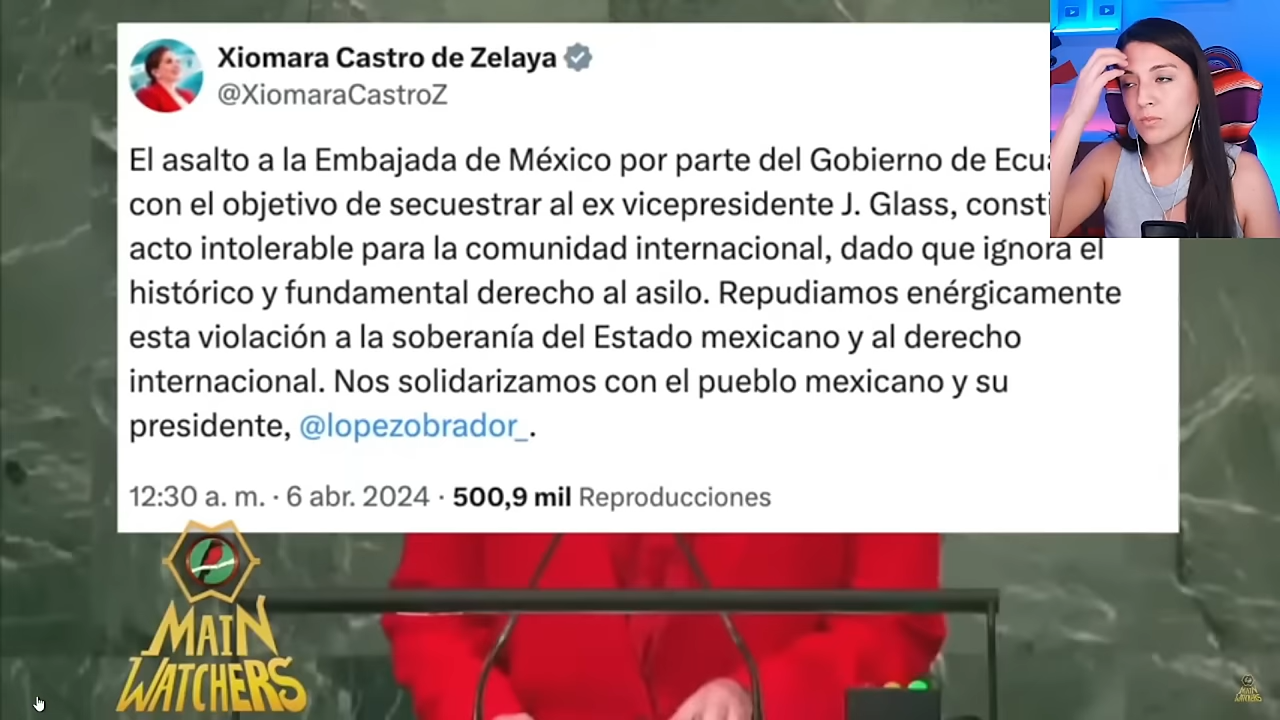 Xiomara Castro de Zelaya
@XiomaraCastroZ
El asalto a la Embajada de México por parte del Gobierno de
con el objetivo de secuestrar al ex vicepresidente J. Glass,
acto intolerable para la comunidad internacional, dado que ignora el
histórico y fundamental derecho al asilo. Repudiamos enérgicamente
esta violación a la soberanía del Estado mexicano y al derecho
internacional. Nos solidarizamos con el pueblo mexicano y su
presidente, @lopezobrador_.
12:30 a. m. · 6 abr. 2024 · 500,9 mil Reproducciones
MAIN
WATCHERS
MAIN
WATCHERS